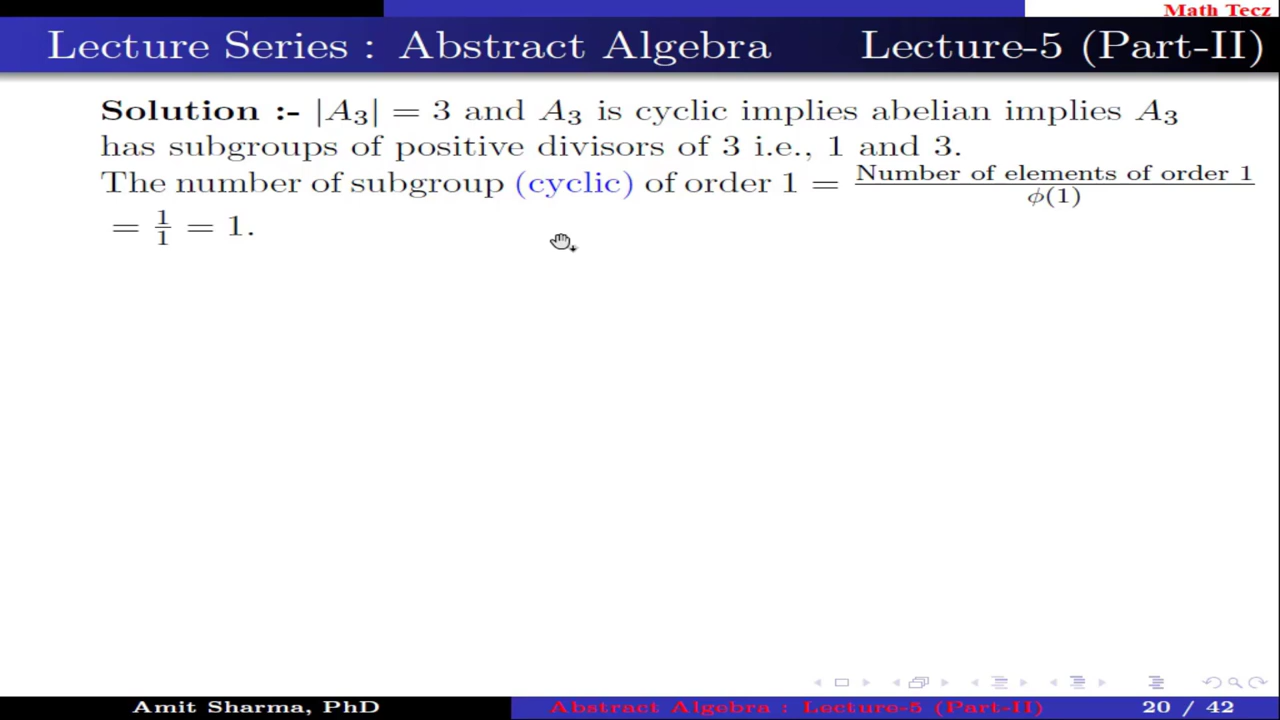 Math Tecz
Lecture Series : Abstract Algebra Lecture-5 (Part-II)
Solution :- |A₃| = 3 and A₃ is cyclic implies abelian implies A₃
has subgroups of positive divisors of 3 i.e., 1 and 3.
The number of subgroup (cyclic) of order 1 = Number of elements of order 1 / ϕ(1)
= 1/1 = 1.
Amit Sharma, PhD Abstract Algebra : Lecture-5 (Part-II) 20 / 42